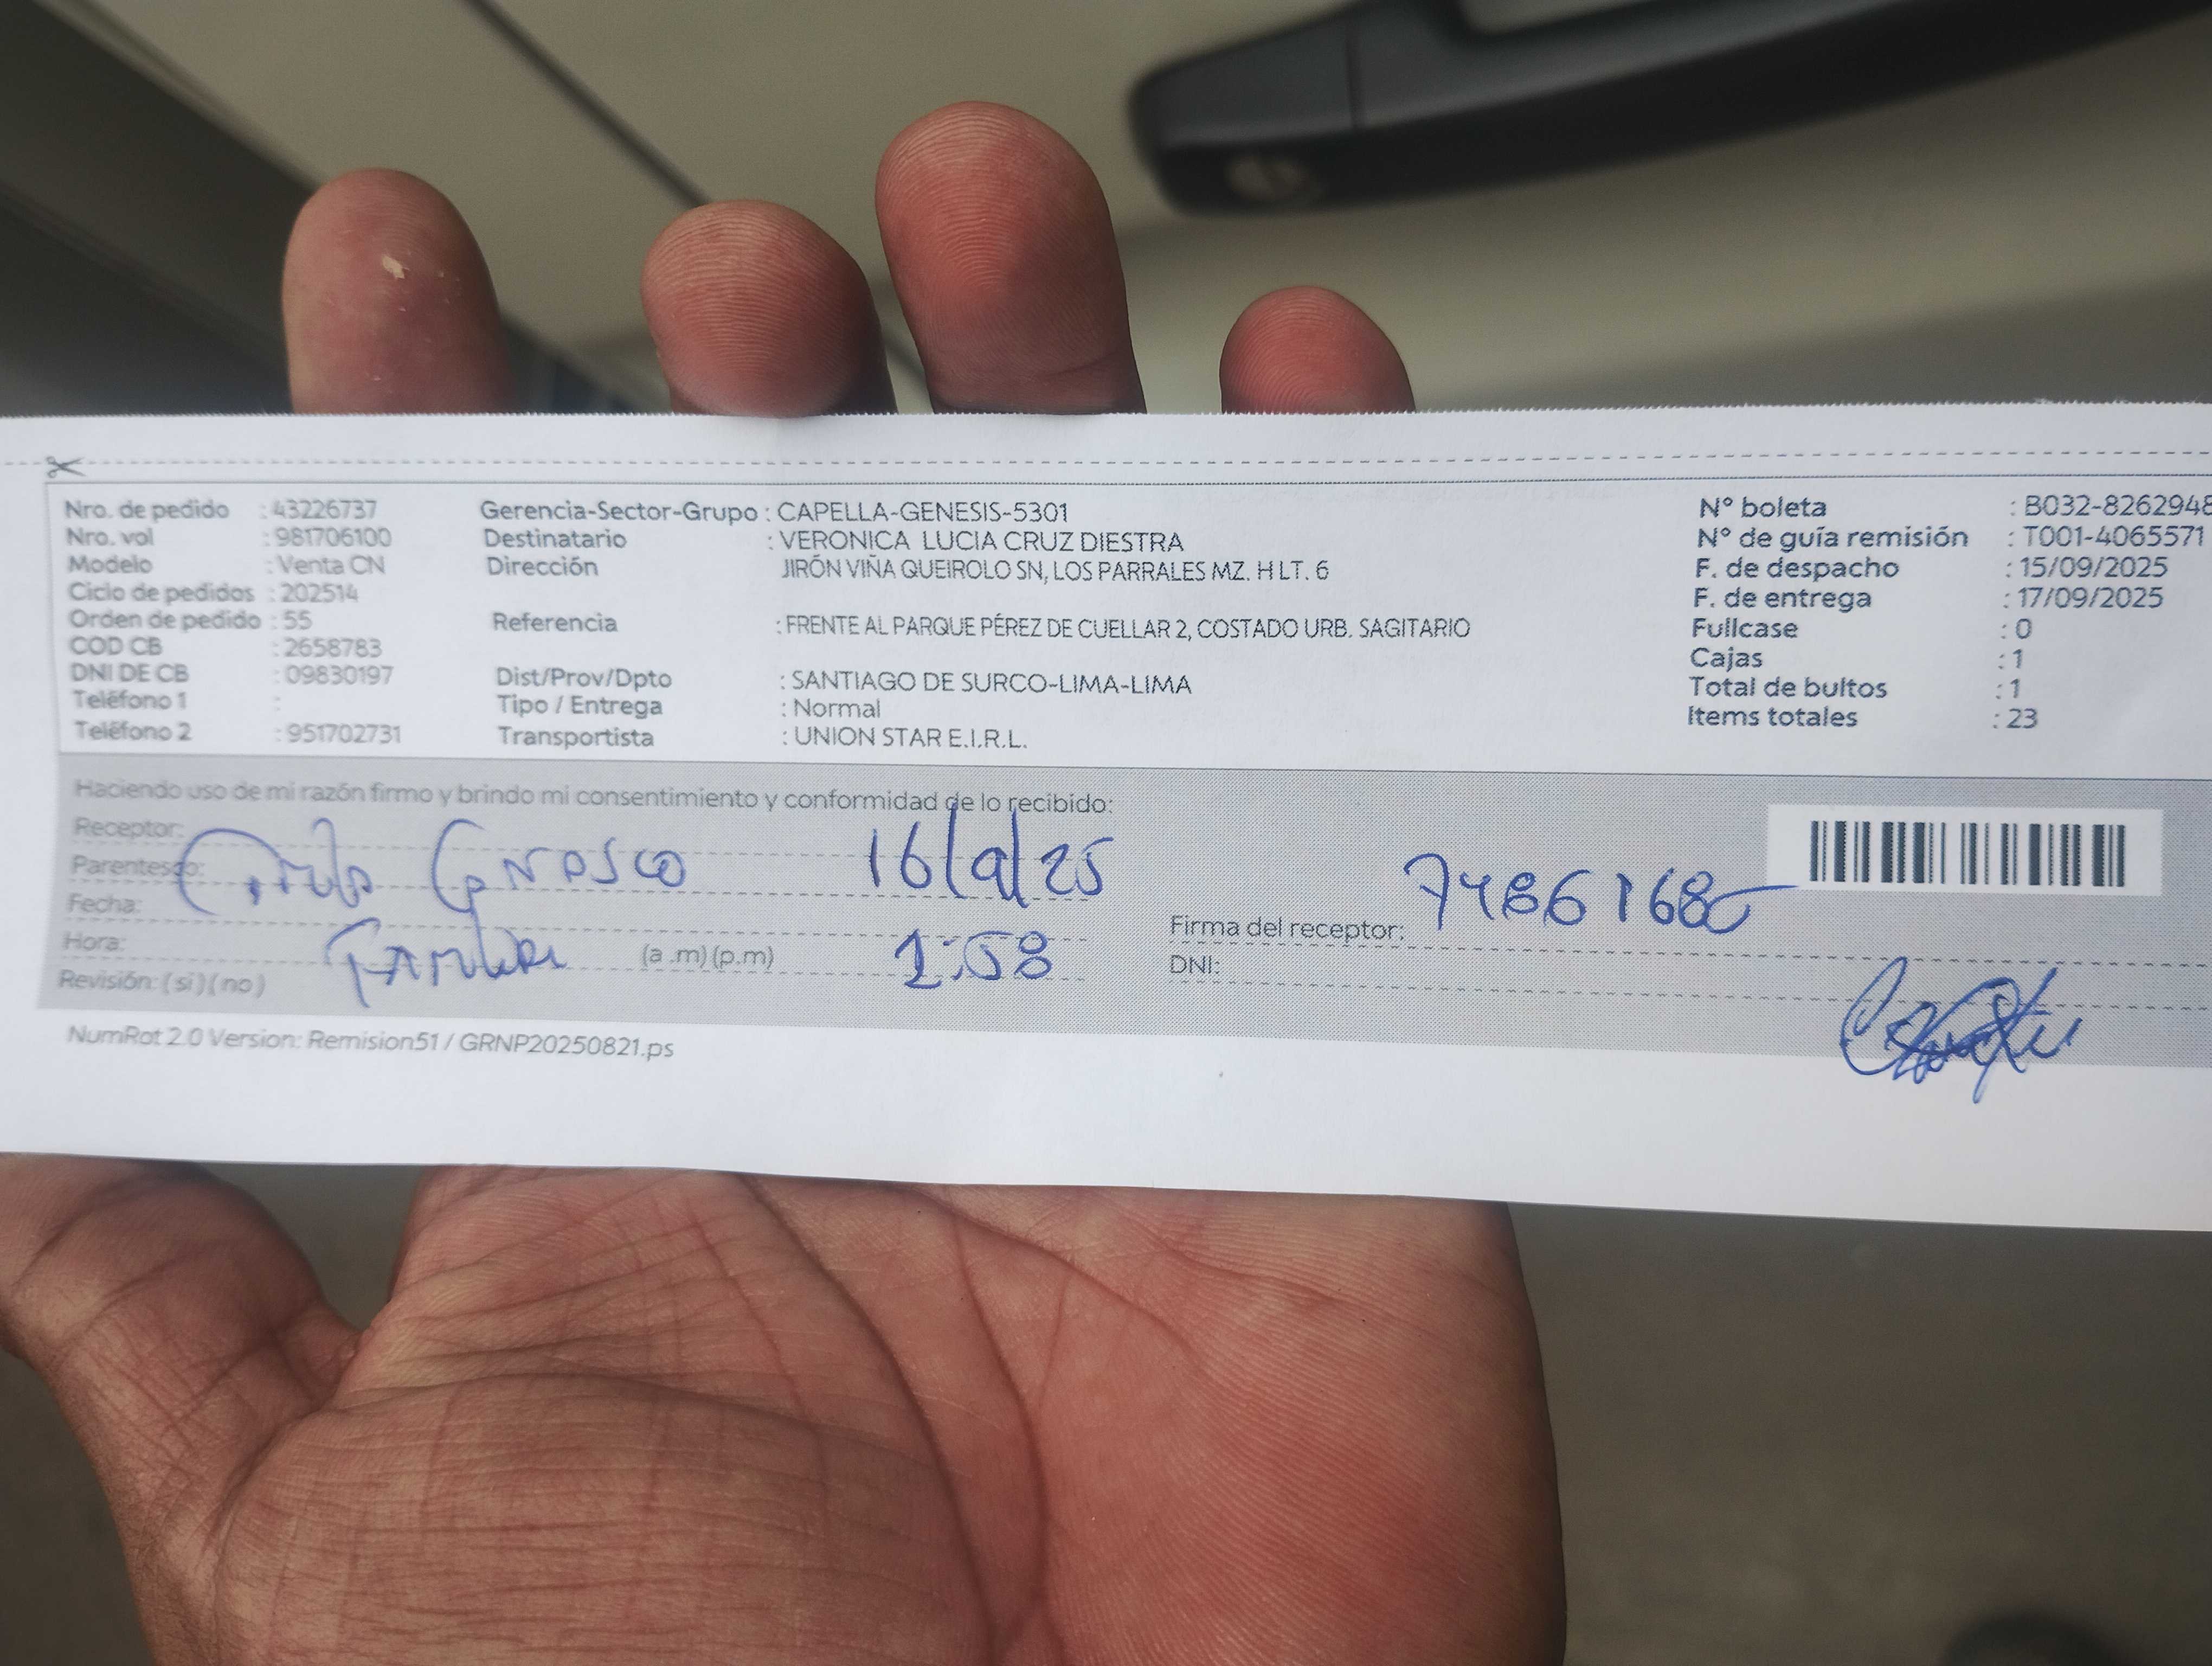 Nro. de pedido : 43226737
Nro. vol : 981706100
Modelo : Venta CN
Ciclo de pedidos : 202514
Orden de pedido : 55
COD CB : 2658783
DNI DE CB : 09830197
Teléfono 1 :
Teléfono 2 : 951702731
Gerencia-Sector-Grupo : CAPELLA-GENESIS-5301
Destinatario : VERONICA LUCIA CRUZ DIESTRA
Dirección JIRÓN VIÑA QUEIROLO SN, LOS PARRALES MZ. H LT. 6
Referencia : FRENTE AL PARQUE PÉREZ DE CUELLAR 2, COSTADO URB. SAGITARIO
Dist/Prov/Dpto : SANTIAGO DE SURCO-LIMA-LIMA
Tipo / Entrega : Normal
Transportista : UNION STAR E.I.R.L.
N° boleta : B032-8262948
N° de guía remisión : T001-4065571
F. de despacho : 15/09/2025
F. de entrega : 17/09/2025
Fullcase : 0
Cajas : 1
Total de bultos : 1
Items totales : 23
Haciendo uso de mi razón firmo y brindo mi consentimiento y conformidad de lo recibido:
Receptor:
Parentesco: 16/9/25
Fecha:
Hora: (a .m) (p.m) 1:58
Revisión: ( si ) ( no )
Firma del receptor: 74861680
DNI:
NumRot 2.0 Version: Remision51 / GRNP20250821.ps